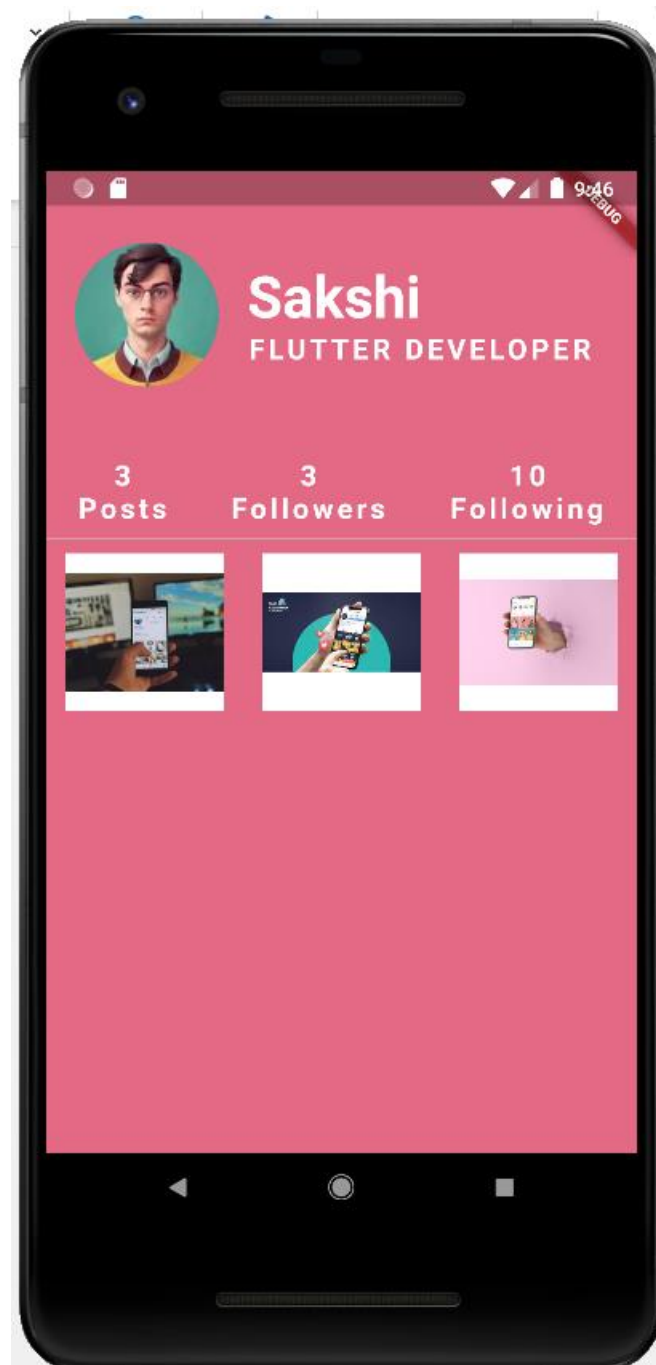 9:46
DEBUG
Sakshi
FLUTTER DEVELOPER
3 3 10
Posts Followers Following